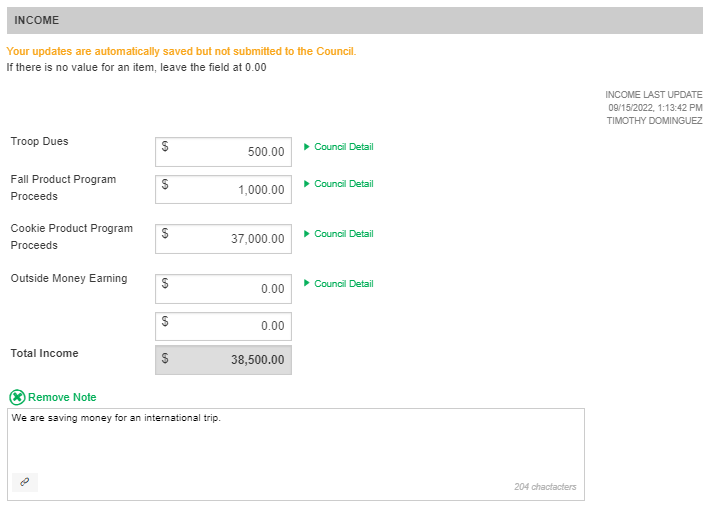 INCOME
Your updates are automatically saved but not submitted to the Council.
If there is no value for an item, leave the field at 0.00
INCOME LAST UPDATE
09/15/2022, 1:13:42 PM
TIMOTHY DOMINGUEZ
Troop Dues $ 500.00 Council Detail
Fall Product Program
Proceeds $ 1,000.00 Council Detail
Cookie Product Program
Proceeds $ 37,000.00 Council Detail
Outside Money Earning $ 0.00 Council Detail
$ 0.00
Total Income $ 38,500.00
Remove Note
We are saving money for an international trip.
204 chactacters